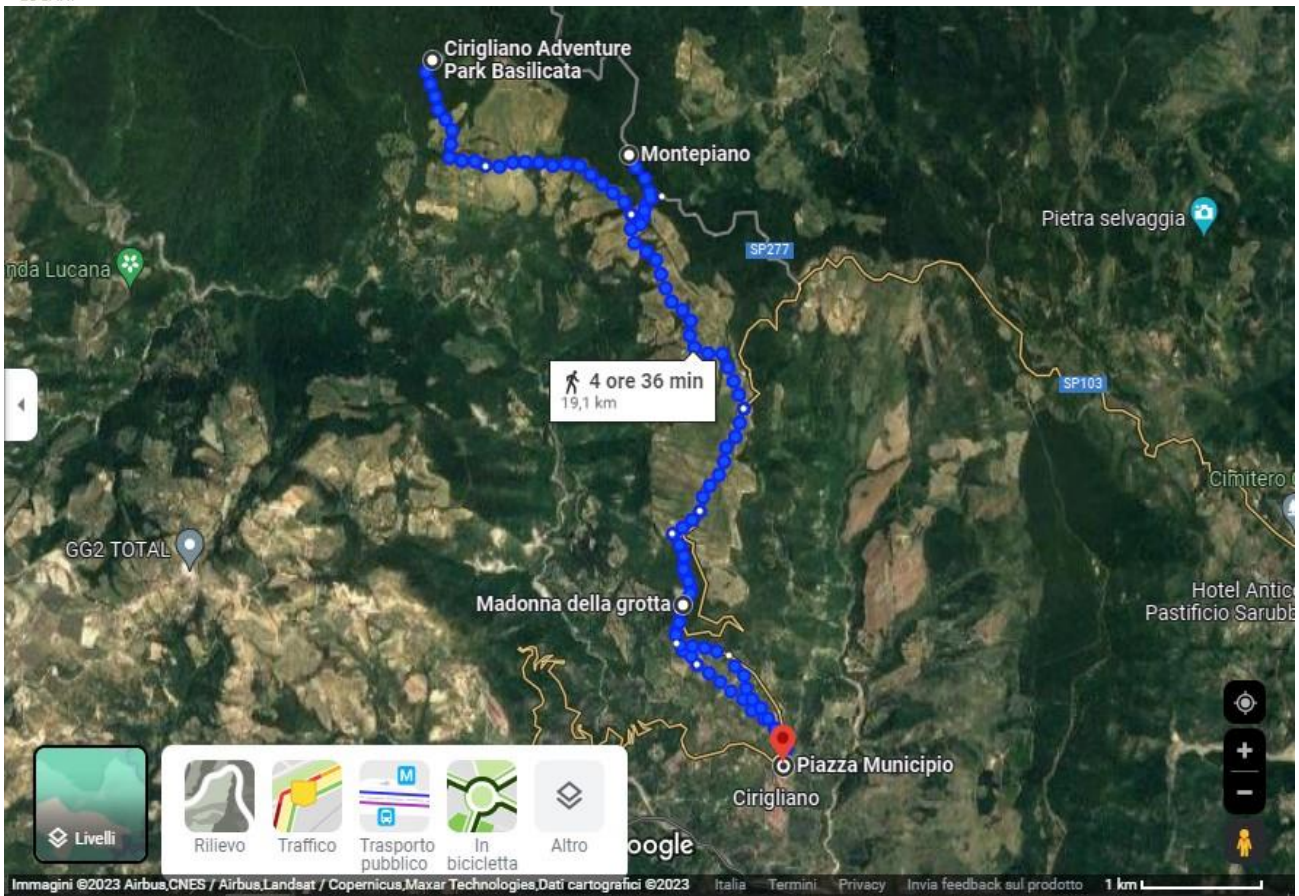 Cirigliano Adventure
Park Basilicata
Montepiano
Pietra selvaggia
SP277
nda Lucana
4 ore 36 min
19,1 km
SP103
Cimitero C
GG2 TOTAL
Hotel Antico
Pastificio Sarubb
Madonna della grotta
Piazza Municipio
Cirigliano
Livelli
Rilievo
Traffico
M
Trasporto
pubblico
In
bicicletta
Altro
oogle
Immagini ©2023 Airbus,CNES / Airbus,Landsat / Copernicus,Maxar Technologies,Dati cartografici ©2023 Italia Termini Privacy Invia feedback sul prodotto 1 km